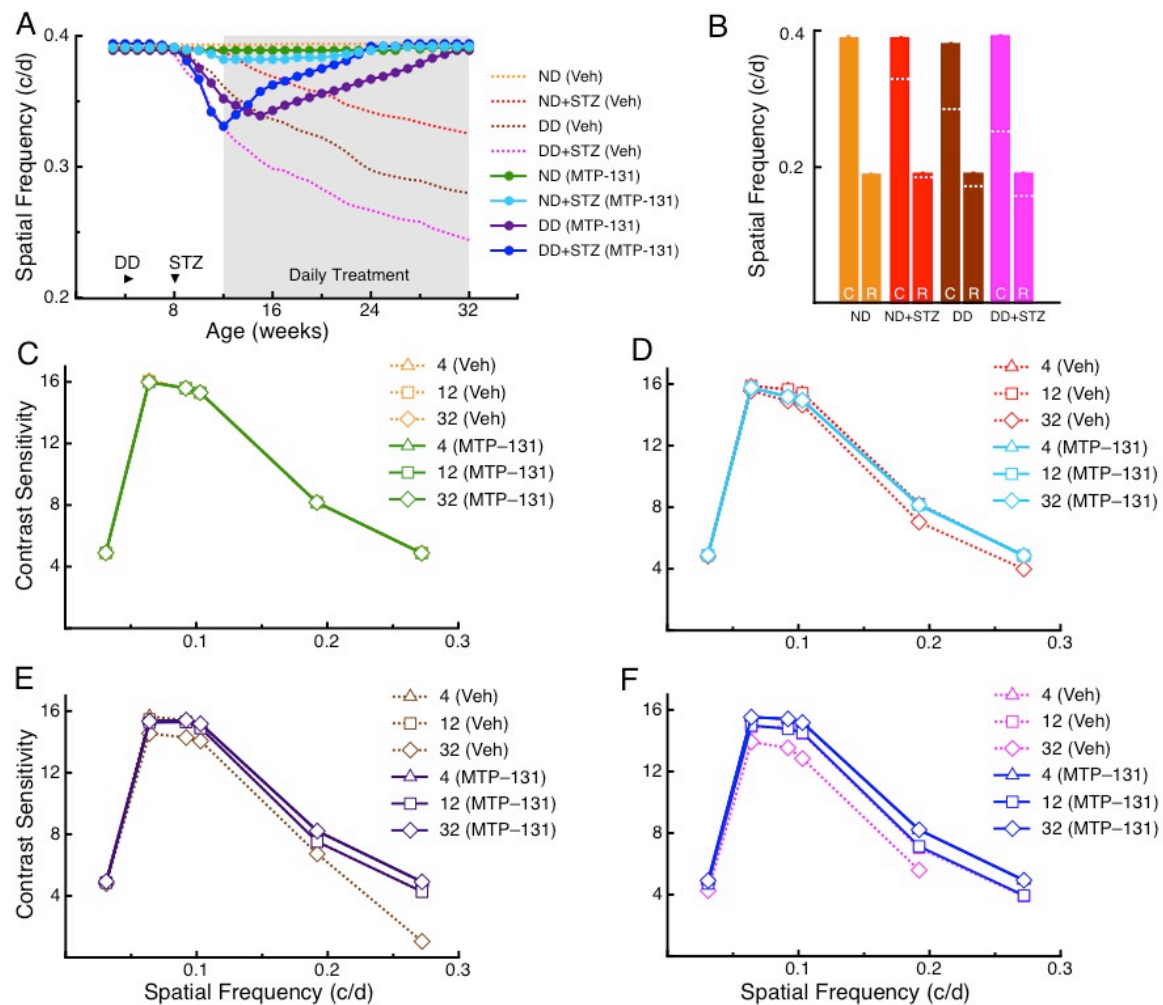 A
Spatial Frequency (c/d)
0.4
0.3
0.2
DD
STZ
Daily Treatment
8
16
24
32
Age (weeks)
ND (Veh)
ND+STZ (Veh)
DD (Veh)
DD+STZ (Veh)
ND (MTP-131)
ND+STZ (MTP-131)
DD (MTP-131)
DD+STZ (MTP-131)
B
Spatial Frequency (c/d)
0.4
0.2
C R C R C R C R
ND ND+STZ DD DD+STZ
C
Contrast Sensitivity
16
12
8
4
0.1
0.2
0.3
4 (Veh)
12 (Veh)
32 (Veh)
4 (MTP–131)
12 (MTP–131)
32 (MTP–131)
D
16
12
8
4
0.1
0.2
0.3
4 (Veh)
12 (Veh)
32 (Veh)
4 (MTP–131)
12 (MTP–131)
32 (MTP–131)
E
Contrast Sensitivity
16
12
8
4
0.1
0.2
0.3
Spatial Frequency (c/d)
4 (Veh)
12 (Veh)
32 (Veh)
4 (MTP–131)
12 (MTP–131)
32 (MTP–131)
F
16
12
8
4
0.1
0.2
0.3
Spatial Frequency (c/d)
4 (Veh)
12 (Veh)
32 (Veh)
4 (MTP–131)
12 (MTP–131)
32 (MTP–131)